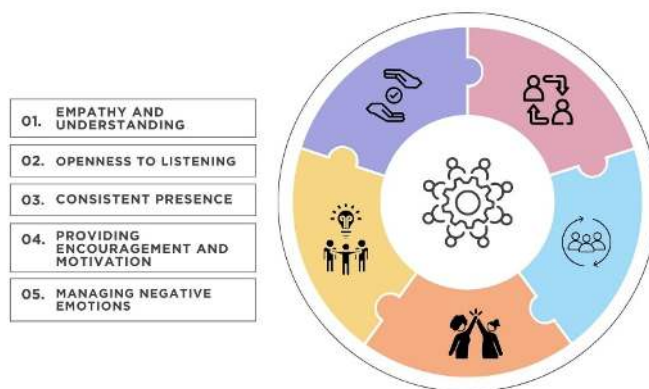 01. EMPATHY AND
UNDERSTANDING
02. OPENNESS TO LISTENING
03. CONSISTENT PRESENCE
04. PROVIDING
ENCOURAGEMENT AND
MOTIVATION
05. MANAGING NEGATIVE
EMOTIONS